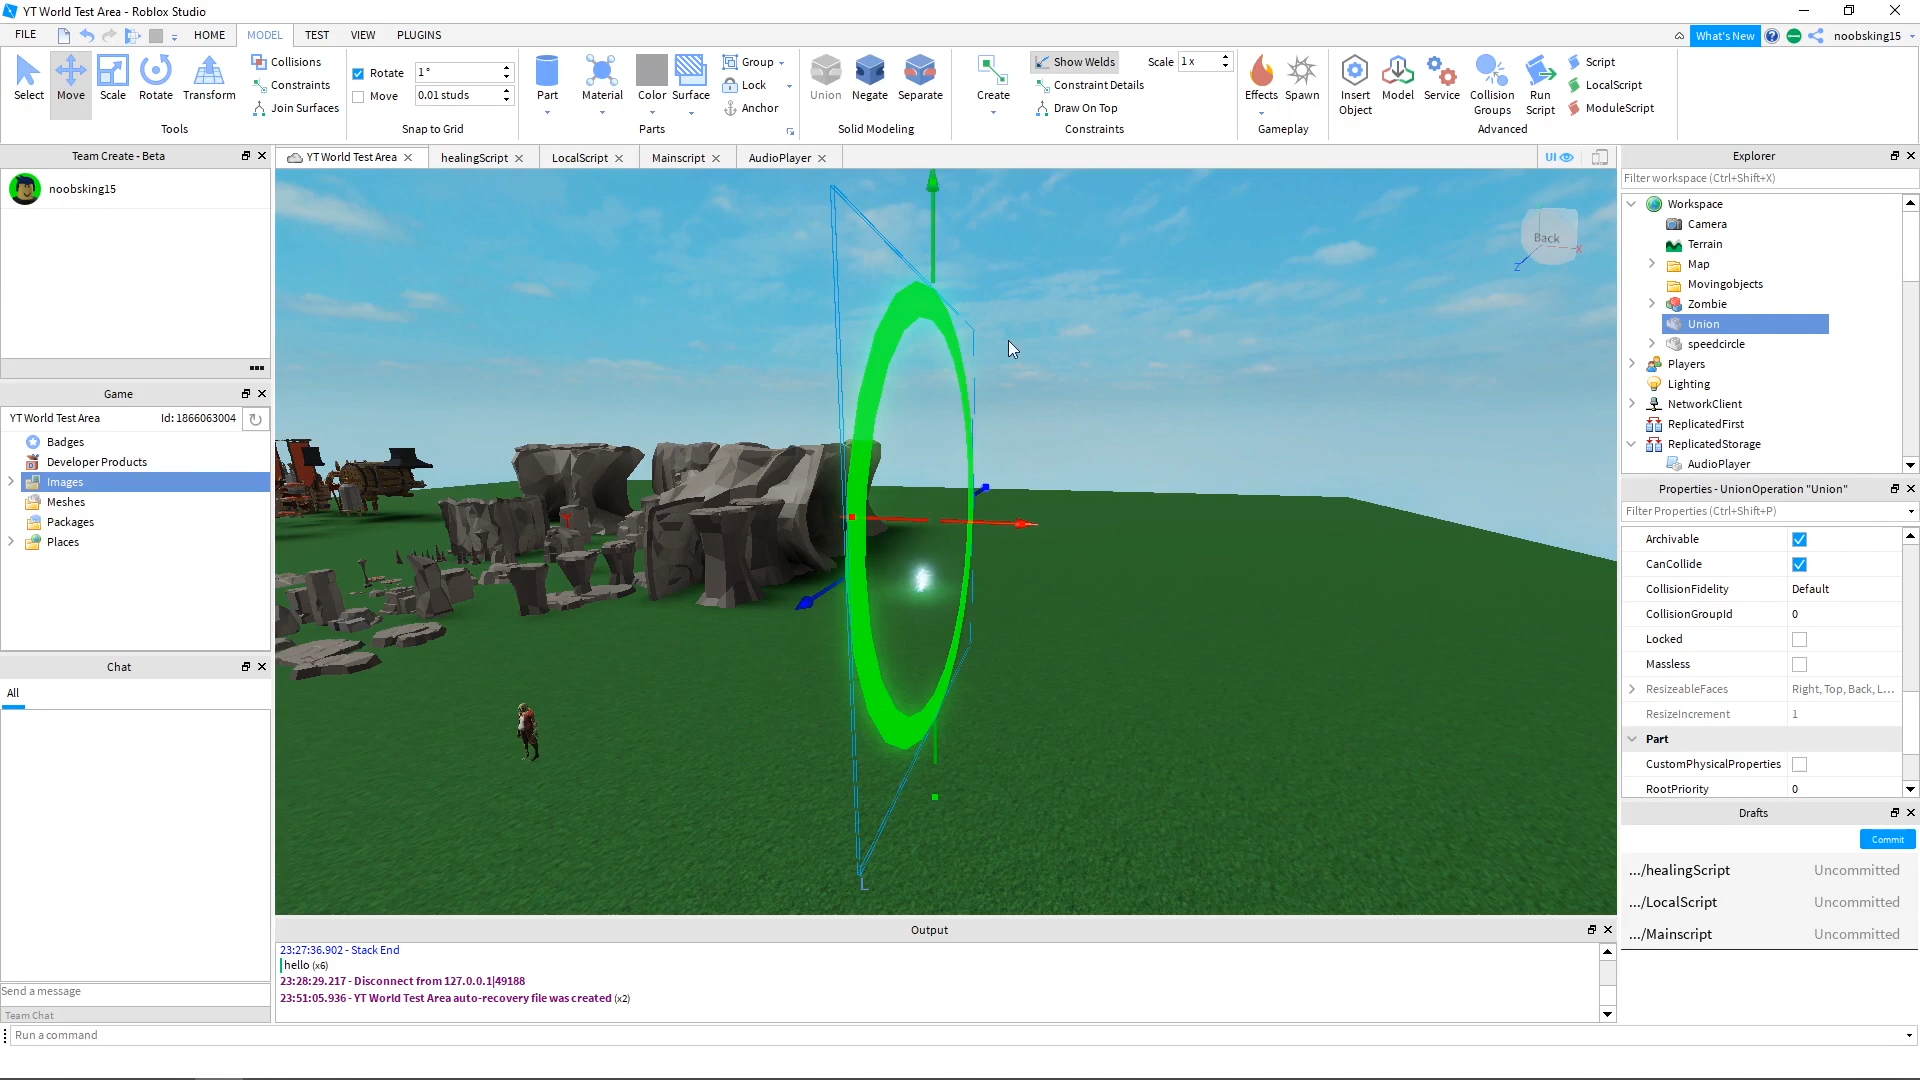 YT World Test Area - Roblox Studio
FILE
HOME
MODEL
TEST
VIEW
PLUGINS
What's New
noobsking15
Select
Move
Scale
Rotate
Transform
Collisions
Constraints
Join Surfaces
Tools
Rotate
1 °
Move
0.01 studs
Snap to Grid
Part
Material
Color
Surface
Group
Lock
Anchor
Parts
Union
Negate
Separate
Solid Modeling
Create
Show Welds
Scale
1 x
Constraint Details
Draw On Top
Constraints
Effects
Spawn
Gameplay
Insert Object
Model
Service
Collision Groups
Run Script
Script
LocalScript
ModuleScript
Advanced
Team Create - Beta
noobsking15
Game
YT World Test Area
Id: 1866063004
Badges
Developer Products
Images
Meshes
Packages
Places
Chat
All
Send a message
Team Chat
YT World Test Area
healingScript
LocalScript
Mainscript
AudioPlayer
UI
Back
X
Z
L
Output
23:27:36.902 - Stack End
hello (x6)
23:28:29.217 - Disconnect from 127.0.0.1|49188
23:51:05.936 - YT World Test Area auto-recovery file was created (x2)
Run a command
Explorer
Filter workspace (Ctrl+Shift+X)
Workspace
Camera
Terrain
Map
Movingobjects
Zombie
Union
speedcircle
Players
Lighting
NetworkClient
ReplicatedFirst
ReplicatedStorage
AudioPlayer
Properties - UnionOperation "Union"
Filter Properties (Ctrl+Shift+P)
Archivable
CanCollide
CollisionFidelity Default
CollisionGroupId 0
Locked
Massless
ResizeableFaces Right, Top, Back, L...
ResizeIncrement 1
Part
CustomPhysicalProperties
RootPriority 0
Drafts
Commit
.../healingScript Uncommitted
.../LocalScript Uncommitted
.../Mainscript Uncommitted